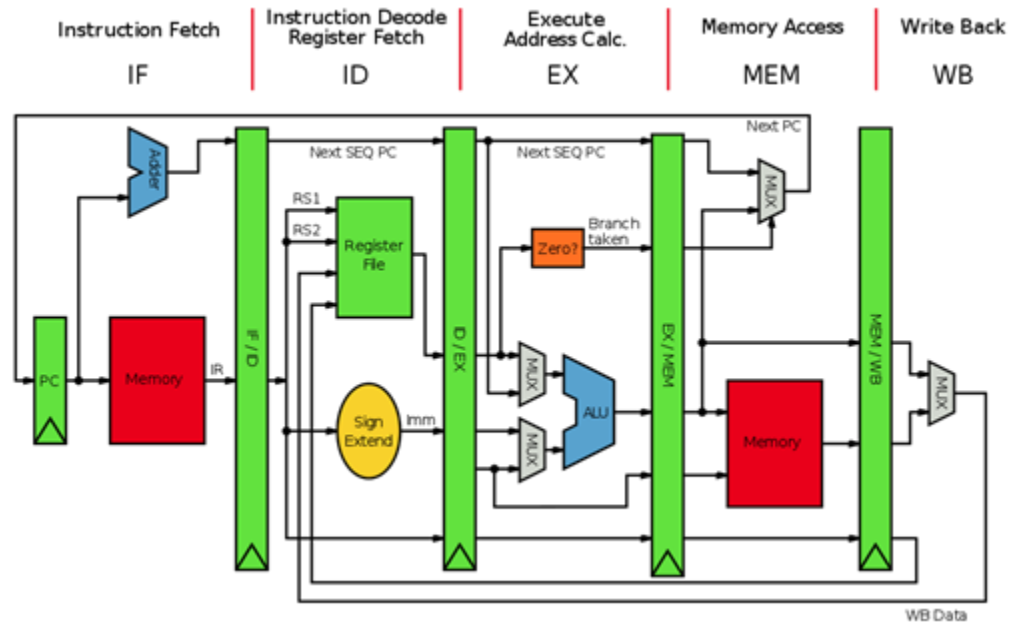 Instruction Fetch
IF
Instruction Decode
Register Fetch
ID
Execute
Address Calc.
EX
Memory Access
MEM
Write Back
WB
Next PC
Adder
Next SEQ PC
Next SEQ PC
MUX
RS1
RS2
Register
File
Branch
taken
Zero?
IF / ID
ID / EX
EX / MEM
MEM / WB
PC
Memory
IR
MUX
ALU
MUX
Sign
Extend
Imm
MUX
Memory
WB Data